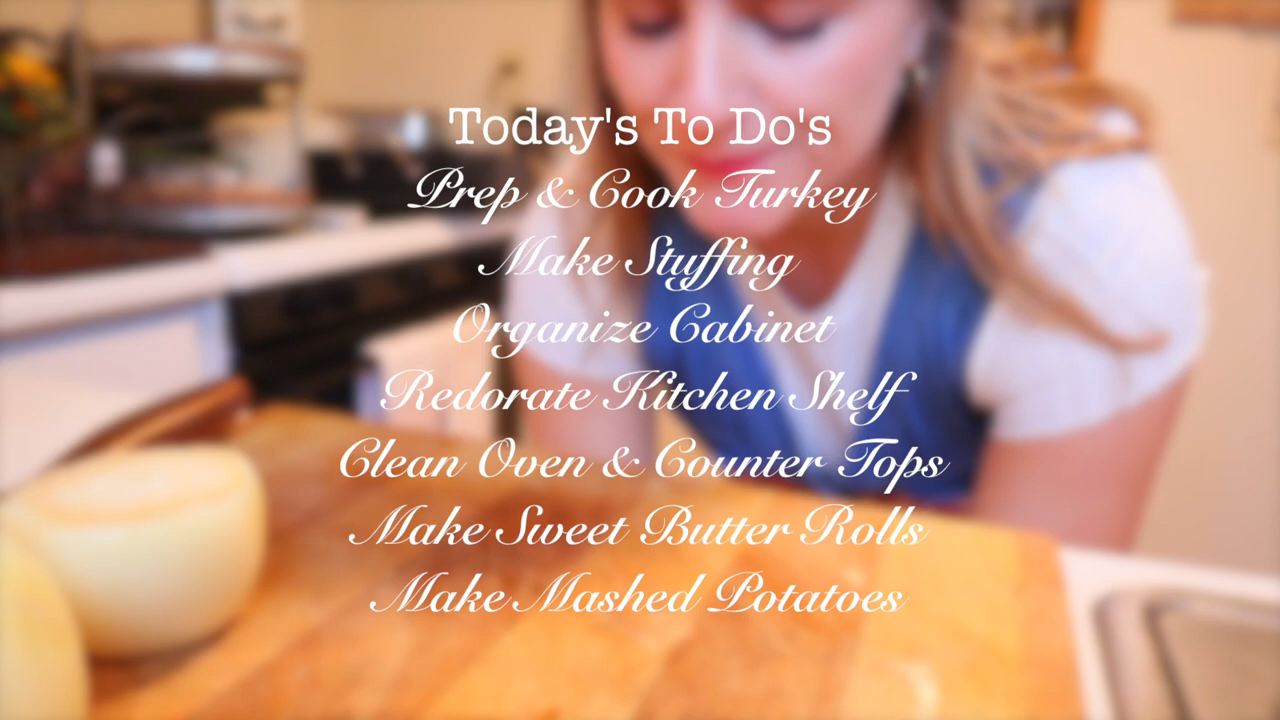 Today's To Do's
Prep & Cook Turkey
Make Stuffing
Organize Cabinet
Redorate Kitchen Shelf
Clean Oven & Counter Tops
Make Sweet Butter Rolls
Make Mashed Potatoes